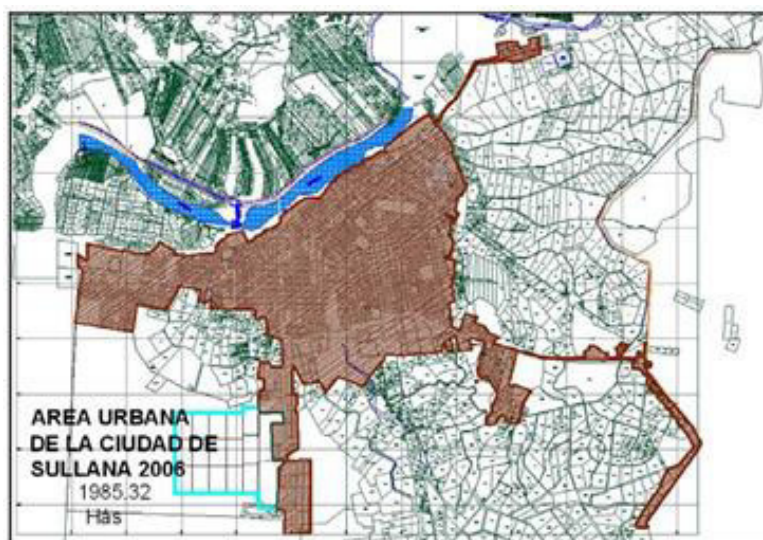 AREA URBANA
DE LA CIUDAD DE
SULLANA 2006
1985.32
Hás